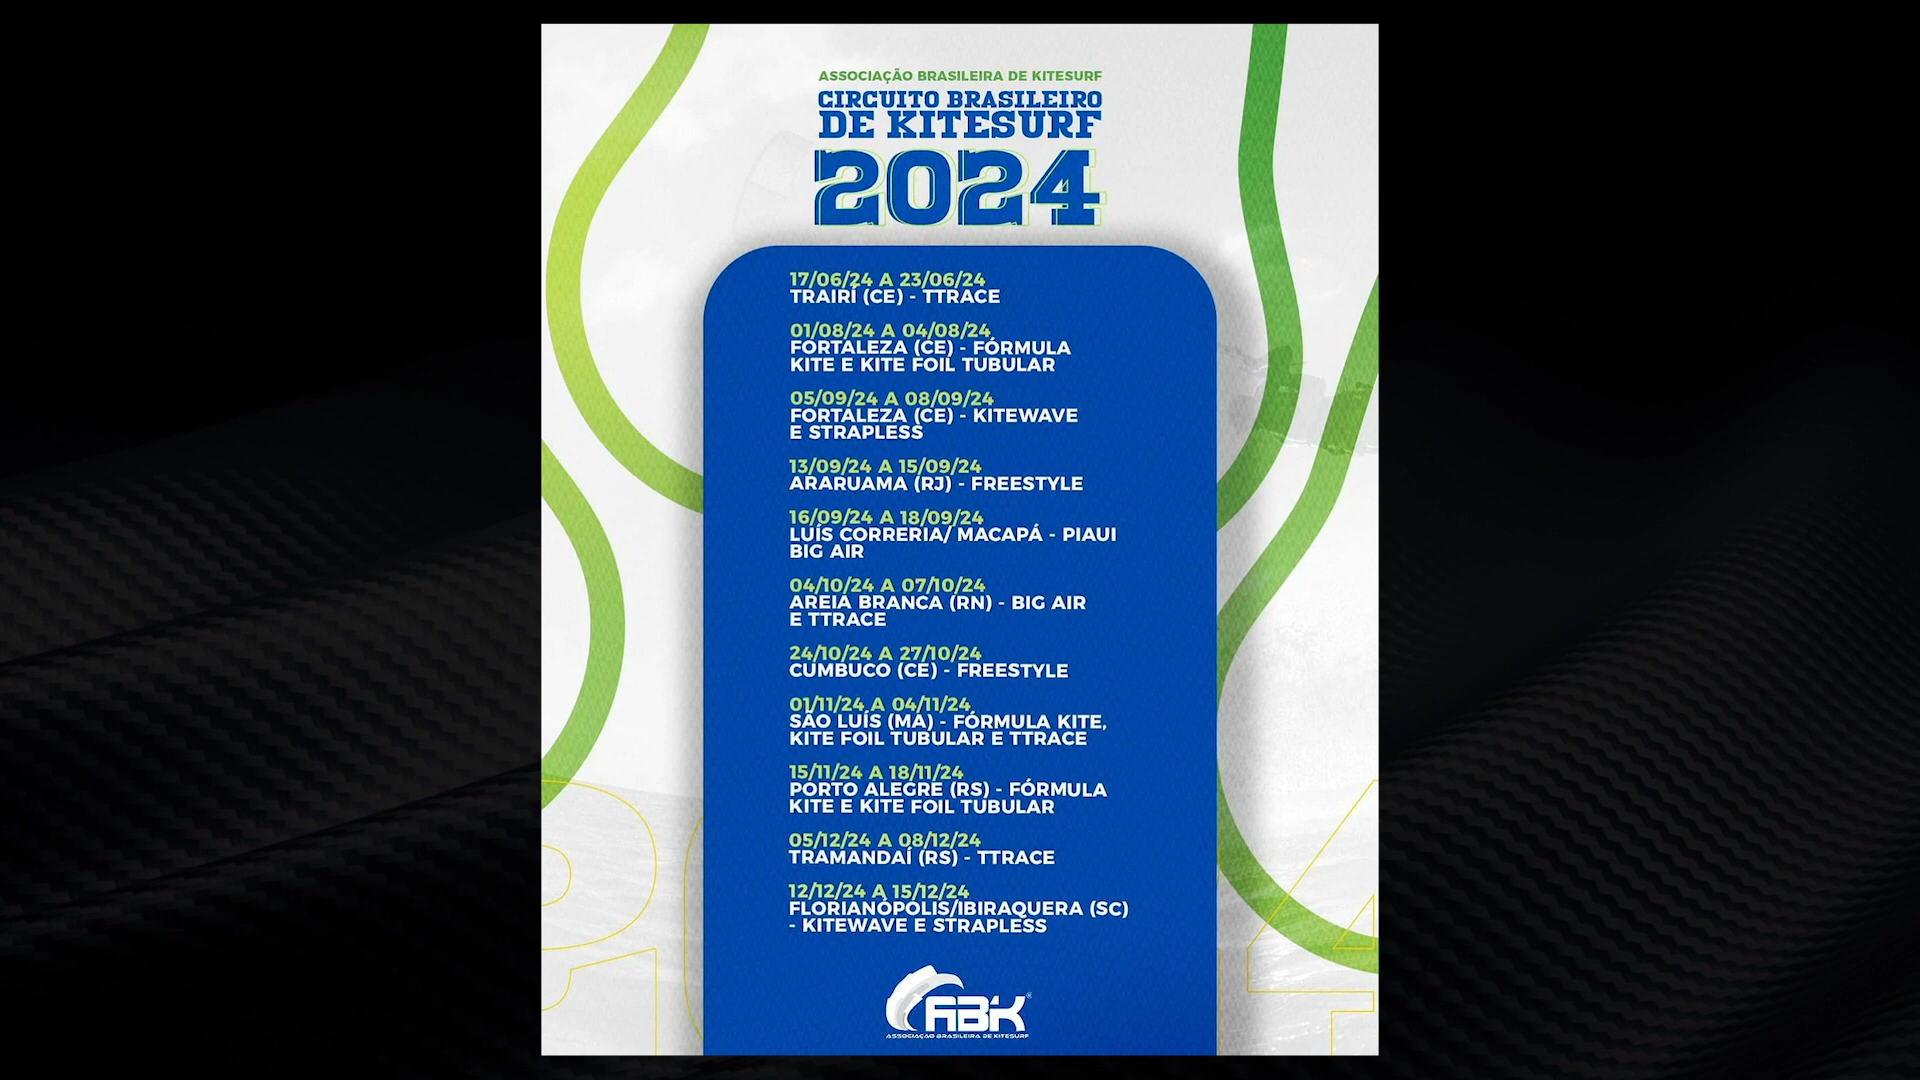 ASSOCIAÇÃO BRASILEIRA DE KITESURF
CIRCUITO BRASILEIRO
DE KITESURF
2024
17/06/24 A 23/06/24
TRAIRÍ (CE) - TTRACE
01/08/24 A 04/08/24
FORTALEZA (CE) - FÓRMULA
KITE E KITE FOIL TUBULAR
05/09/24 A 08/09/24
FORTALEZA (CE) - KITEWAVE
E STRAPLESS
13/09/24 A 15/09/24
ARARUAMA (RJ) - FREESTYLE
16/09/24 A 18/09/24
LUÍS CORRERIA/ MACAPÁ - PIAUI
BIG AIR
04/10/24 A 07/10/24
AREIA BRANCA (RN) - BIG AIR
E TTRACE
24/10/24 A 27/10/24
CUMBUCO (CE) - FREESTYLE
01/11/24 A 04/11/24
SÃO LUÍS (MA) - FÓRMULA KITE,
KITE FOIL TUBULAR E TTRACE
15/11/24 A 18/11/24
PORTO ALEGRE (RS) - FÓRMULA
KITE E KITE FOIL TUBULAR
05/12/24 A 08/12/24
TRAMANDAÍ (RS) - TTRACE
12/12/24 A 15/12/24
FLORIANÓPOLIS/IBIRAQUERA (SC)
- KITEWAVE E STRAPLESS
ABK®
ASSOCIAÇÃO BRASILEIRA DE KITESURF